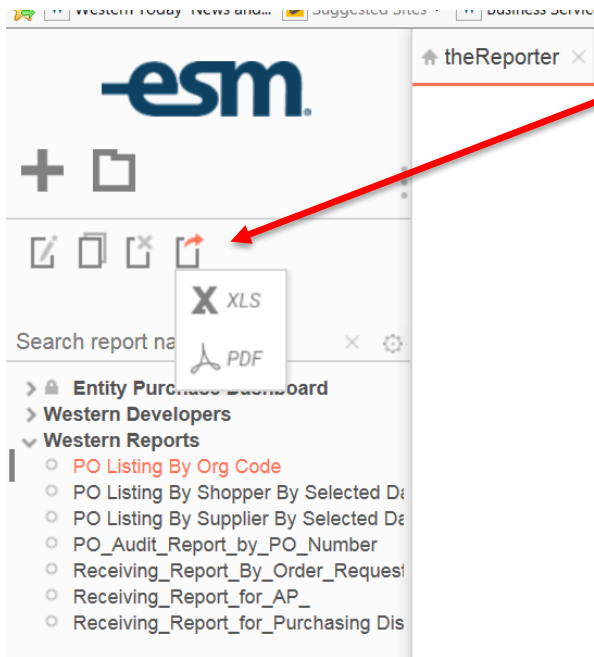 Western Today News and... Suggested Sites Business Service
esm.
theReporter
XLS
PDF
Search report na
Entity Purchase Dashboard
Western Developers
Western Reports
PO Listing By Org Code
PO Listing By Shopper By Selected Da
PO Listing By Supplier By Selected Da
PO_Audit_Report_by_PO_Number
Receiving_Report_By_Order_Request
Receiving_Report_for_AP_
Receiving_Report_for_Purchasing Dis